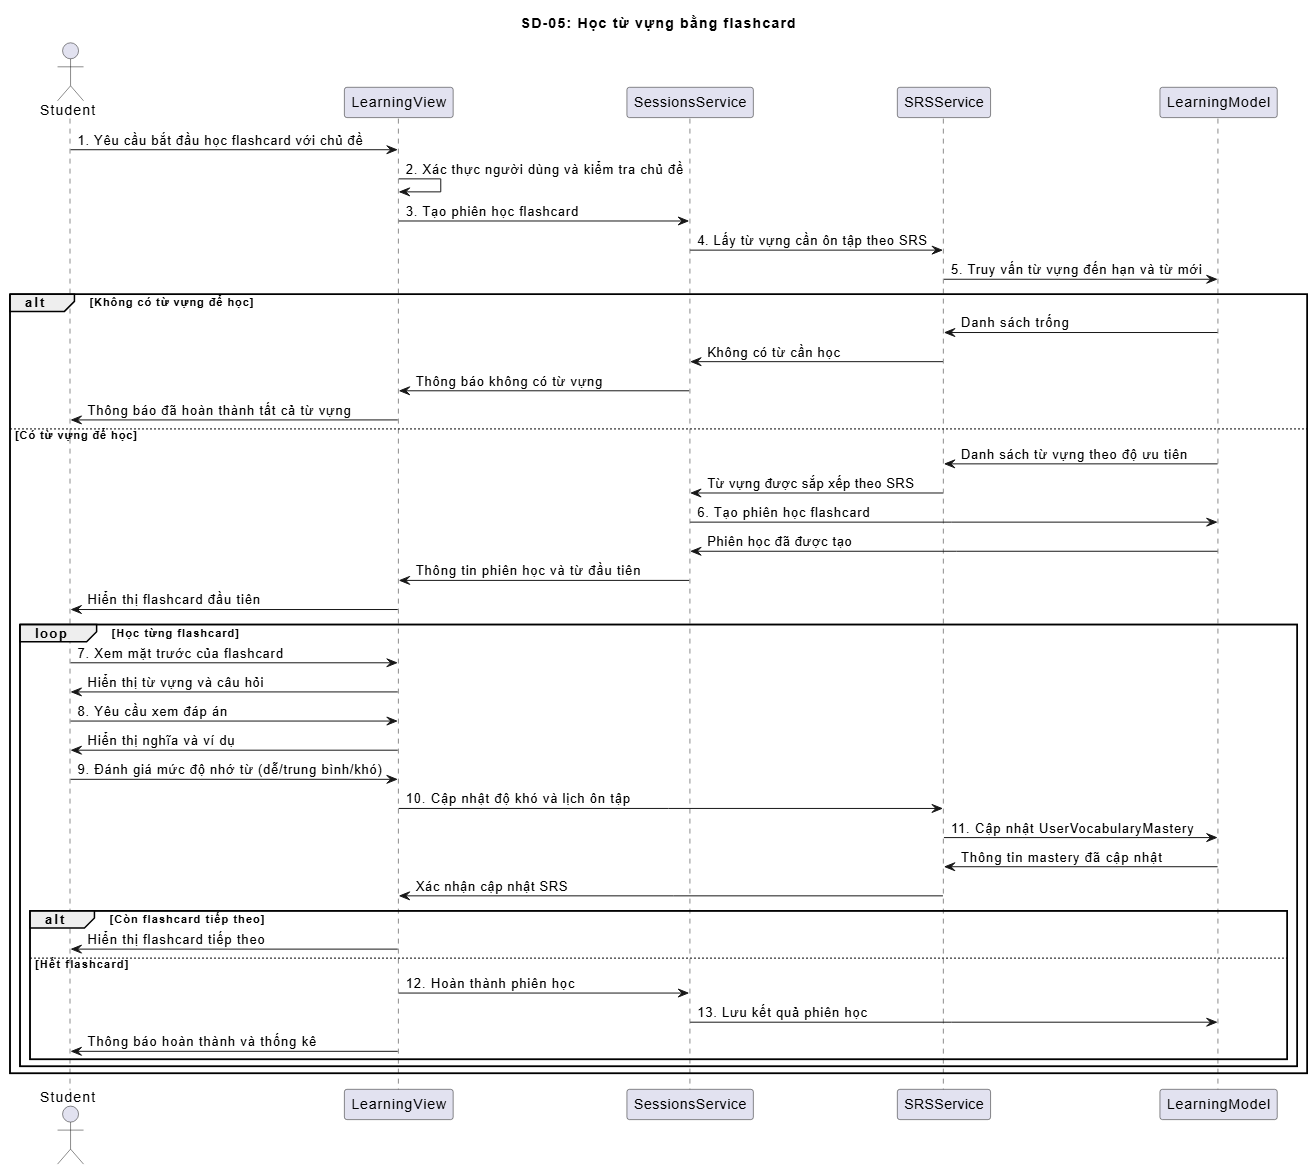 SD-05: Học từ vựng bằng flashcard
Student
LearningView
SessionsService
SRSService
LearningModel
1. Yêu cầu bắt đầu học flashcard với chủ đề
2. Xác thực người dùng và kiểm tra chủ đề
3. Tạo phiên học flashcard
4. Lấy từ vựng cần ôn tập theo SRS
5. Truy vấn từ vựng đến hạn và từ mới
alt [Không có từ vựng để học]
Danh sách trống
Không có từ cần học
Thông báo không có từ vựng
Thông báo đã hoàn thành tất cả từ vựng
[Có từ vựng để học]
Danh sách từ vựng theo độ ưu tiên
Từ vựng được sắp xếp theo SRS
6. Tạo phiên học flashcard
Phiên học đã được tạo
Thông tin phiên học và từ đầu tiên
Hiển thị flashcard đầu tiên
loop [Học từng flashcard]
7. Xem mặt trước của flashcard
Hiển thị từ vựng và câu hỏi
8. Yêu cầu xem đáp án
Hiển thị nghĩa và ví dụ
9. Đánh giá mức độ nhớ từ (dễ/trung bình/khó)
10. Cập nhật độ khó và lịch ôn tập
11. Cập nhật UserVocabularyMastery
Thông tin mastery đã cập nhật
Xác nhận cập nhật SRS
alt [Còn flashcard tiếp theo]
Hiển thị flashcard tiếp theo
[Hết flashcard]
12. Hoàn thành phiên học
13. Lưu kết quả phiên học
Thông báo hoàn thành và thống kê
Student
LearningView
SessionsService
SRSService
LearningModel